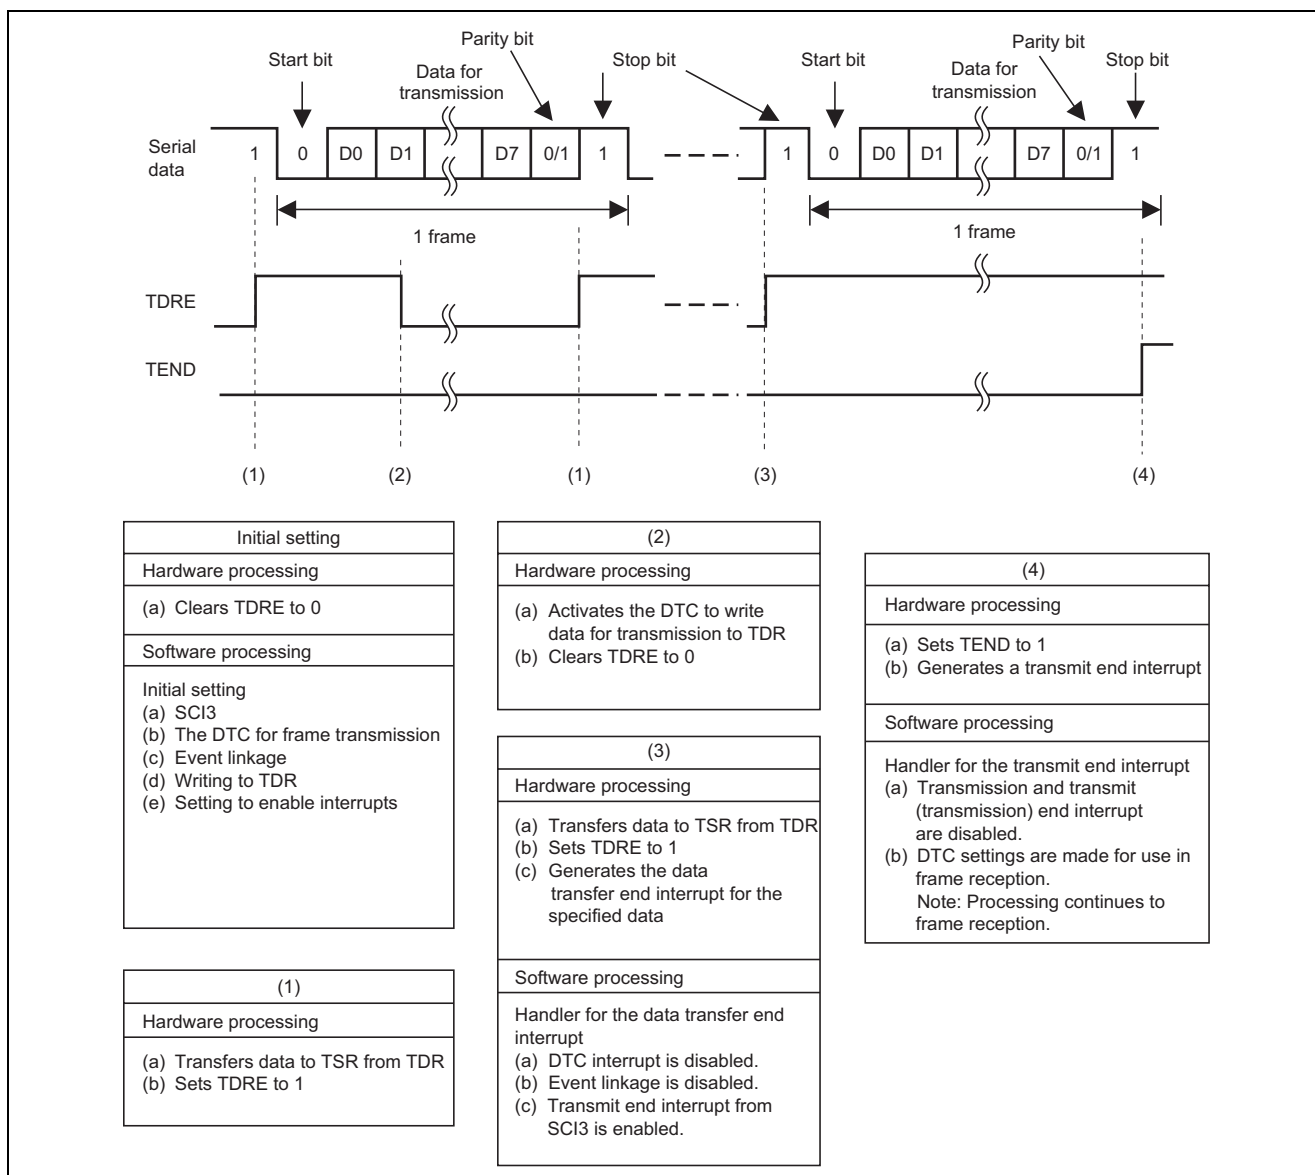 Parity bit
Parity bit
Start bit
Stop bit
Start bit
Stop bit
Data for
transmission
Data for
transmission
Serial
data
1 0 D0 D1 D7 0/1 1 1 0 D0 D1 D7 0/1 1
1 frame
1 frame
TDRE
TEND
(1) (2) (1) (3) (4)
Initial setting
Hardware processing
(a) Clears TDRE to 0
Software processing
Initial setting
(a) SCI3
(b) The DTC for frame transmission
(c) Event linkage
(d) Writing to TDR
(e) Setting to enable interrupts
(1)
Hardware processing
(a) Transfers data to TSR from TDR
(b) Sets TDRE to 1
(2)
Hardware processing
(a) Activates the DTC to write
data for transmission to TDR
(b) Clears TDRE to 0
(3)
Hardware processing
(a) Transfers data to TSR from TDR
(b) Sets TDRE to 1
(c) Generates the data
transfer end interrupt for the
specified data
Software processing
Handler for the data transfer end
interrupt
(a) DTC interrupt is disabled.
(b) Event linkage is disabled.
(c) Transmit end interrupt from
SCI3 is enabled.
(4)
Hardware processing
(a) Sets TEND to 1
(b) Generates a transmit end interrupt
Software processing
Handler for the transmit end interrupt
(a) Transmission and transmit
(transmission) end interrupt
are disabled.
(b) DTC settings are made for use in
frame reception.
Note: Processing continues to
frame reception.